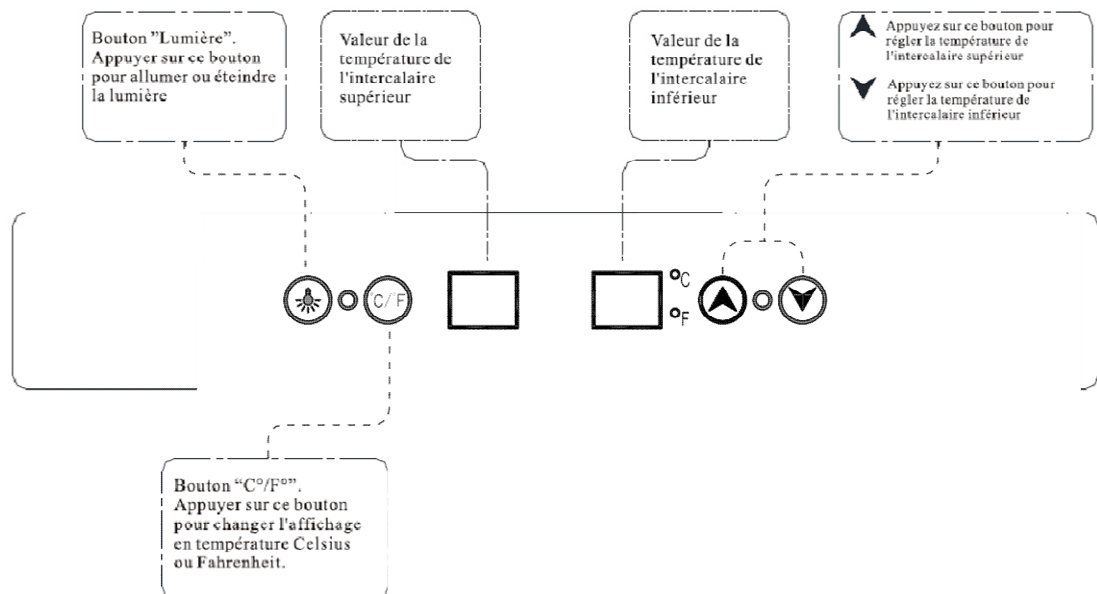 Bouton "Lumière".
Appuyer sur ce bouton
pour allumer ou éteindre
la lumière
Valeur de la
température de
l'intercalaire
supérieur
Valeur de la
température de
l'intercalaire
inférieur
Appuyez sur ce bouton pour
régler la température de
l'intercalaire supérieur
Appuyez sur ce bouton pour
régler la température de
l'intercalaire inférieur
°C/°F
°C
°F
Bouton “C°/F°”.
Appuyer sur ce bouton
pour changer l'affichage
en température Celsius
ou Fahrenheit.